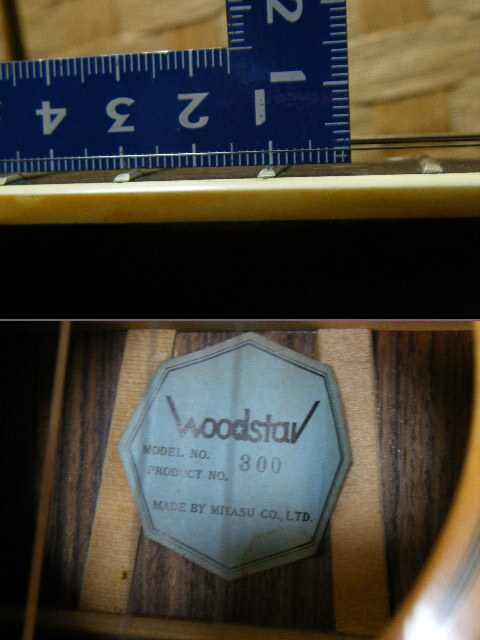 2
1
4 3 2 1
Woodstar
MODEL NO.
PRODUCT NO. 300
MADE BY MIYASU CO., LTD.